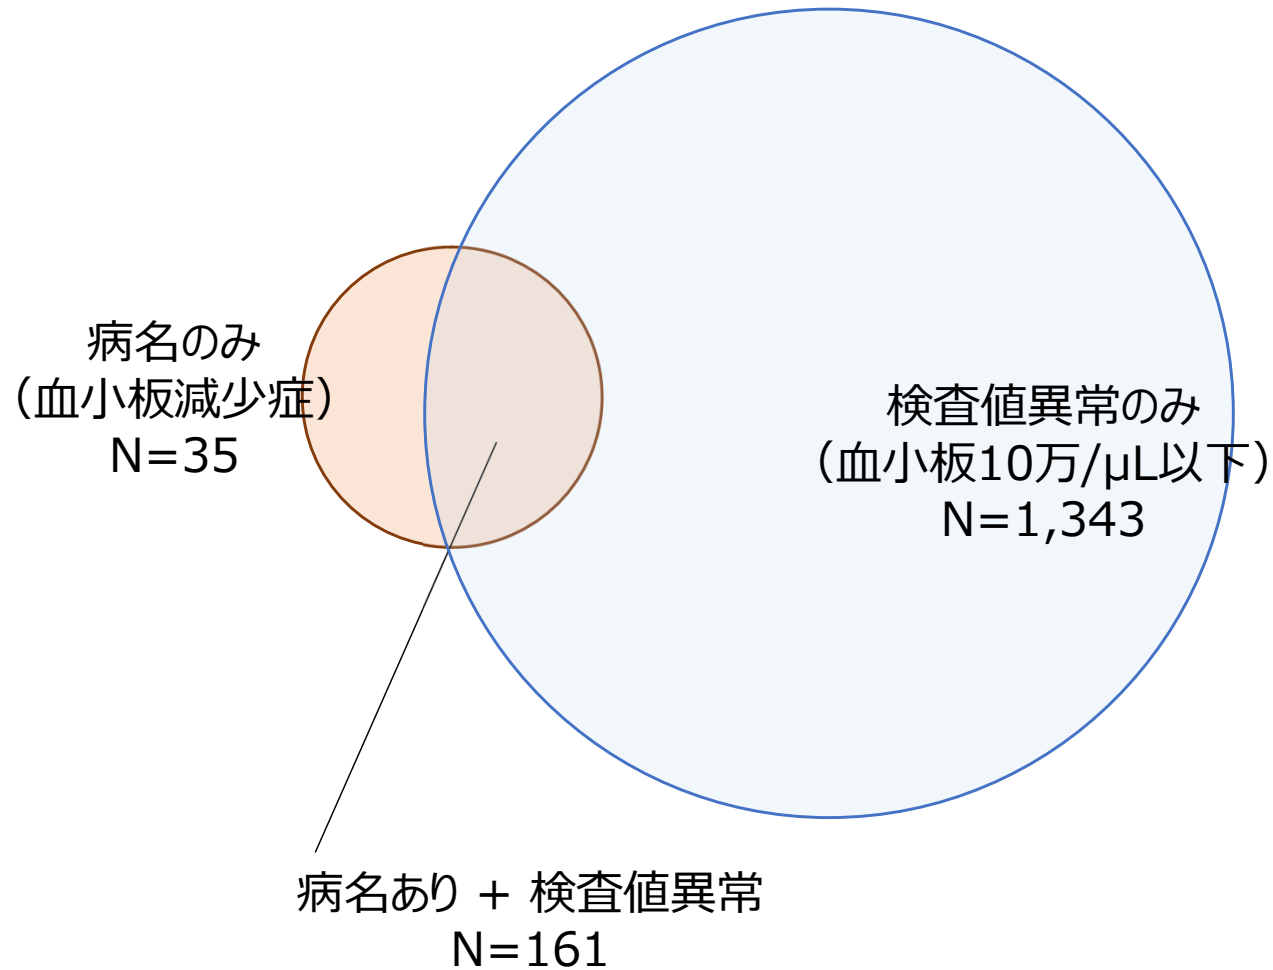 病名のみ
（血小板減少症）
N=35
検査値異常のみ
（血小板10万/μL以下）
N=1,343
病名あり + 検査値異常
N=161